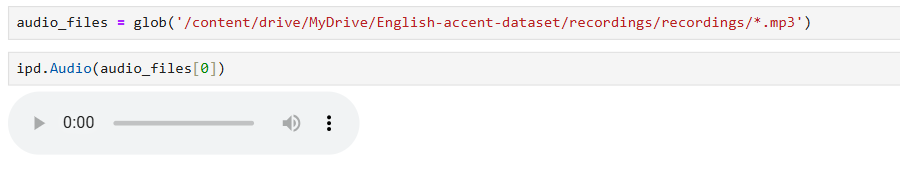 audio_files = glob('/content/drive/MyDrive/English-accent-dataset/recordings/recordings/*.mp3')
ipd.Audio(audio_files[0])
0:00